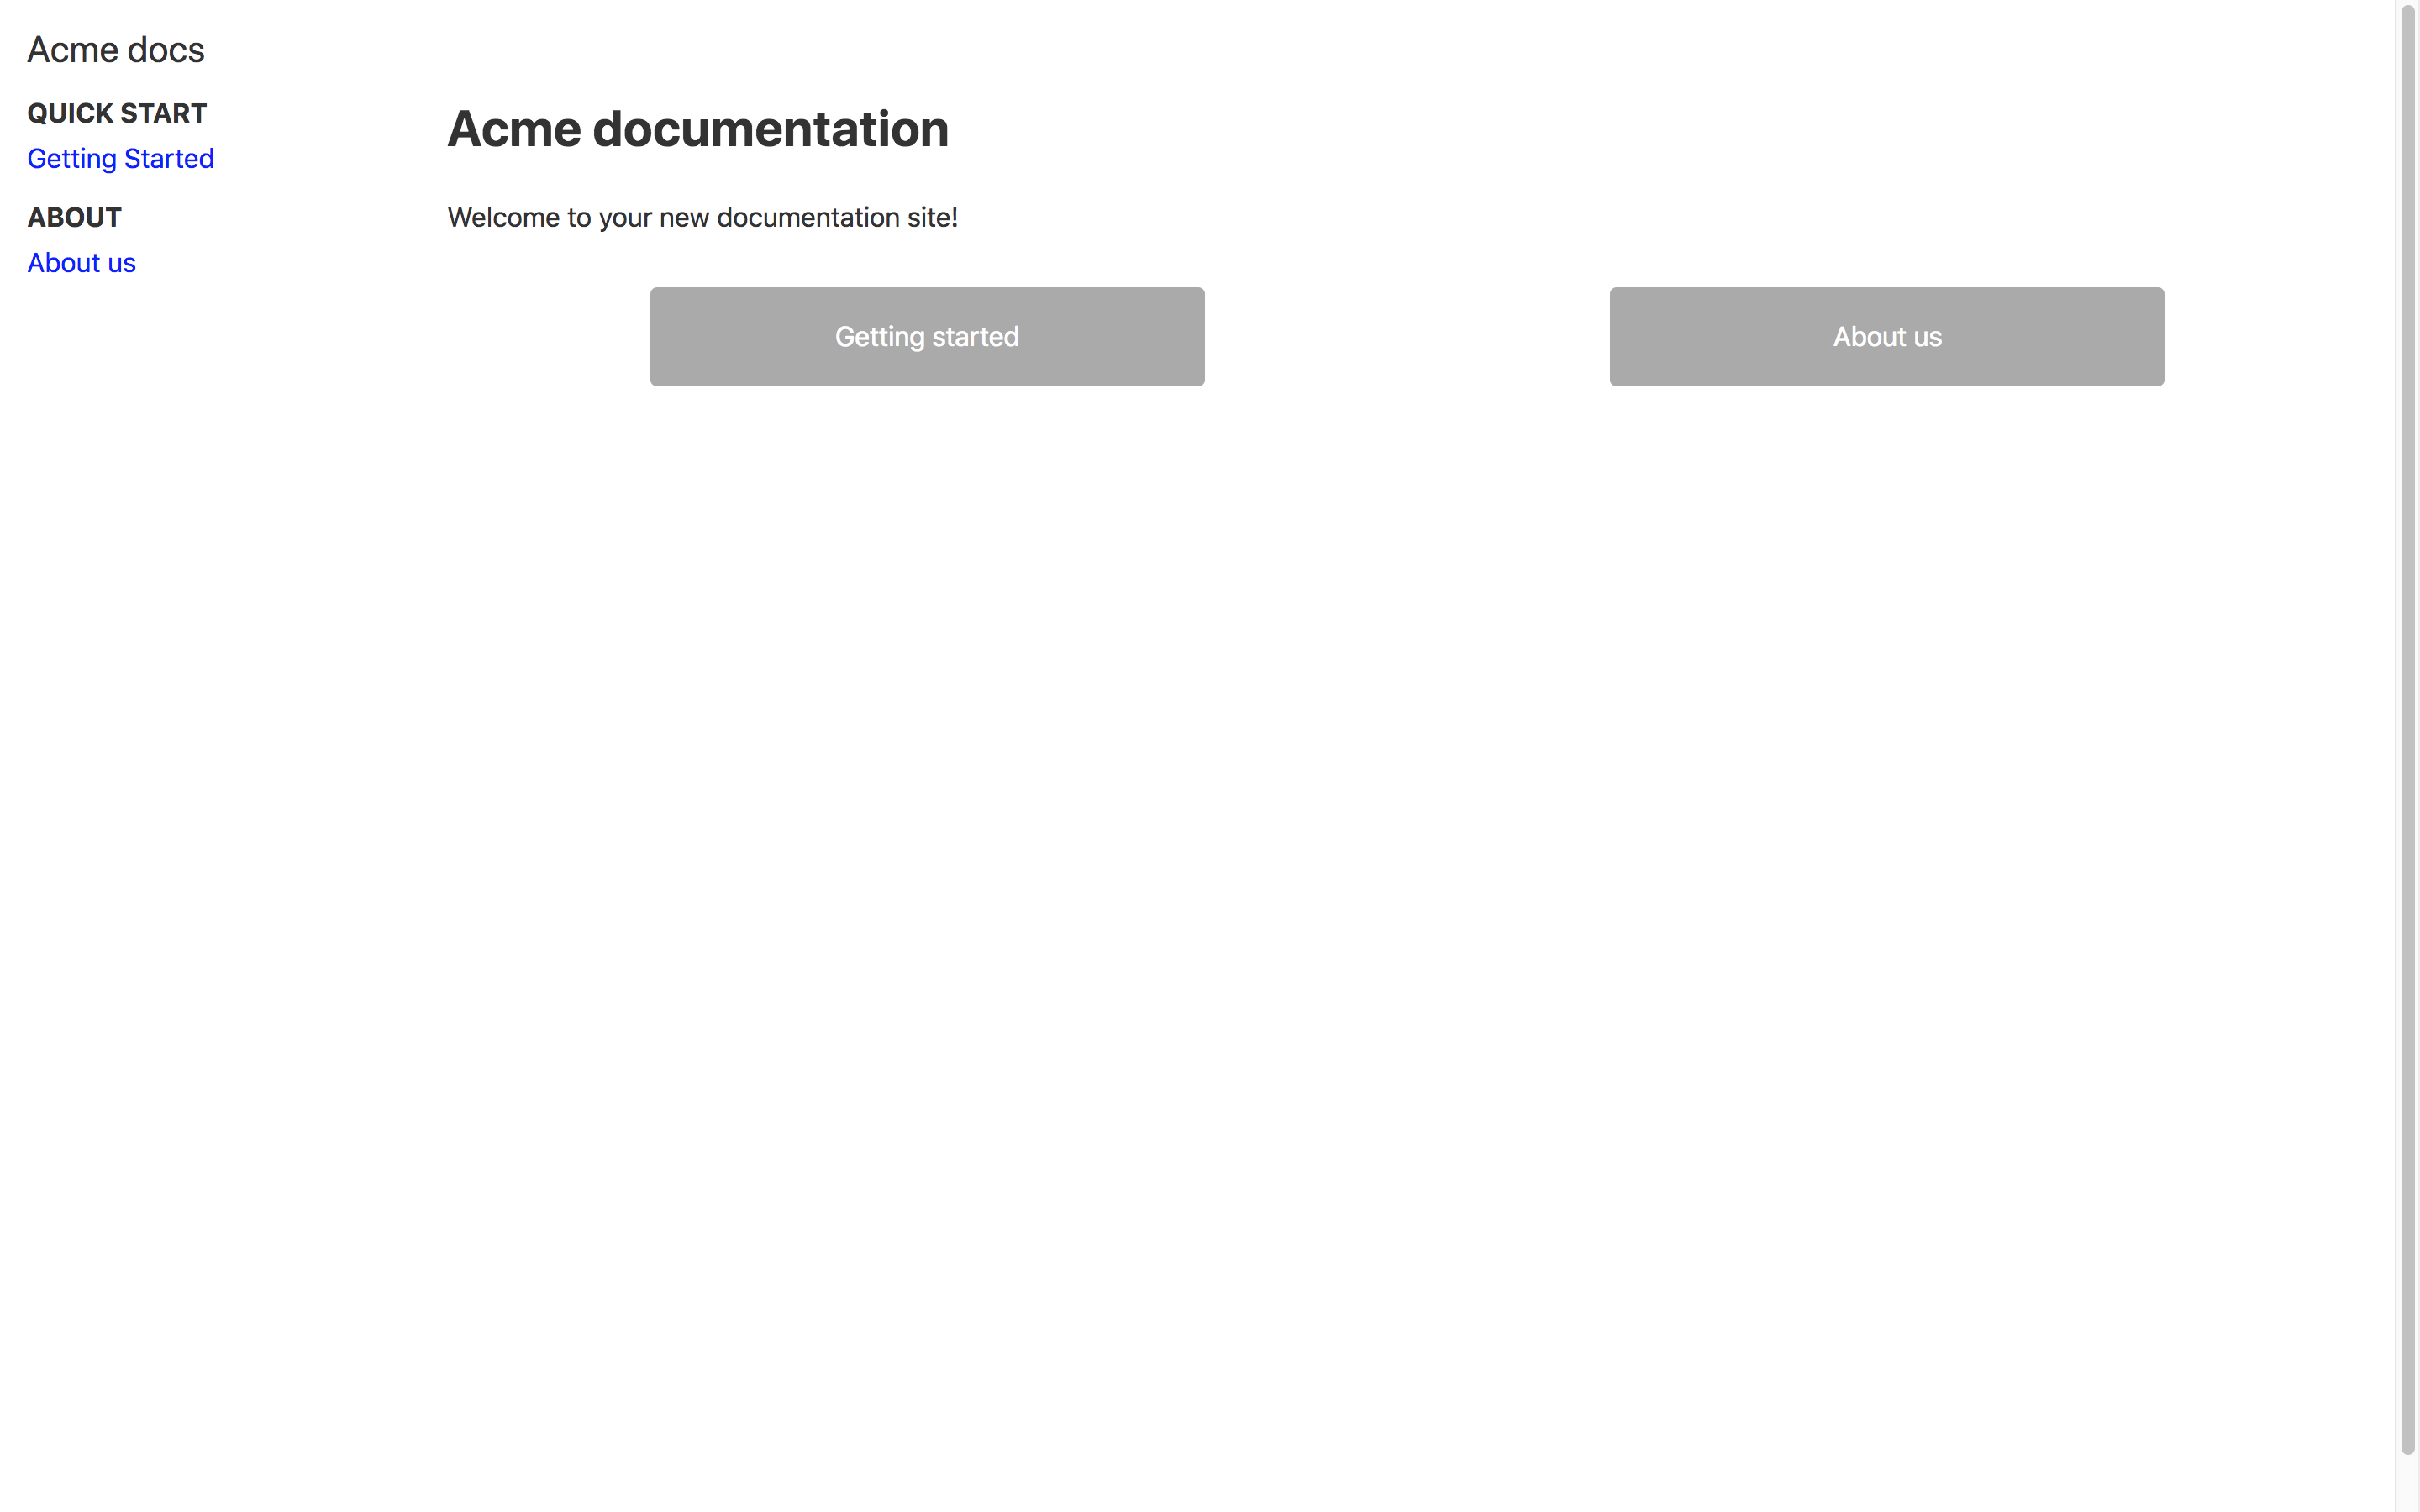 Acme docs
QUICK START
Getting Started
ABOUT
About us
Acme documentation
Welcome to your new documentation site!
Getting started
About us